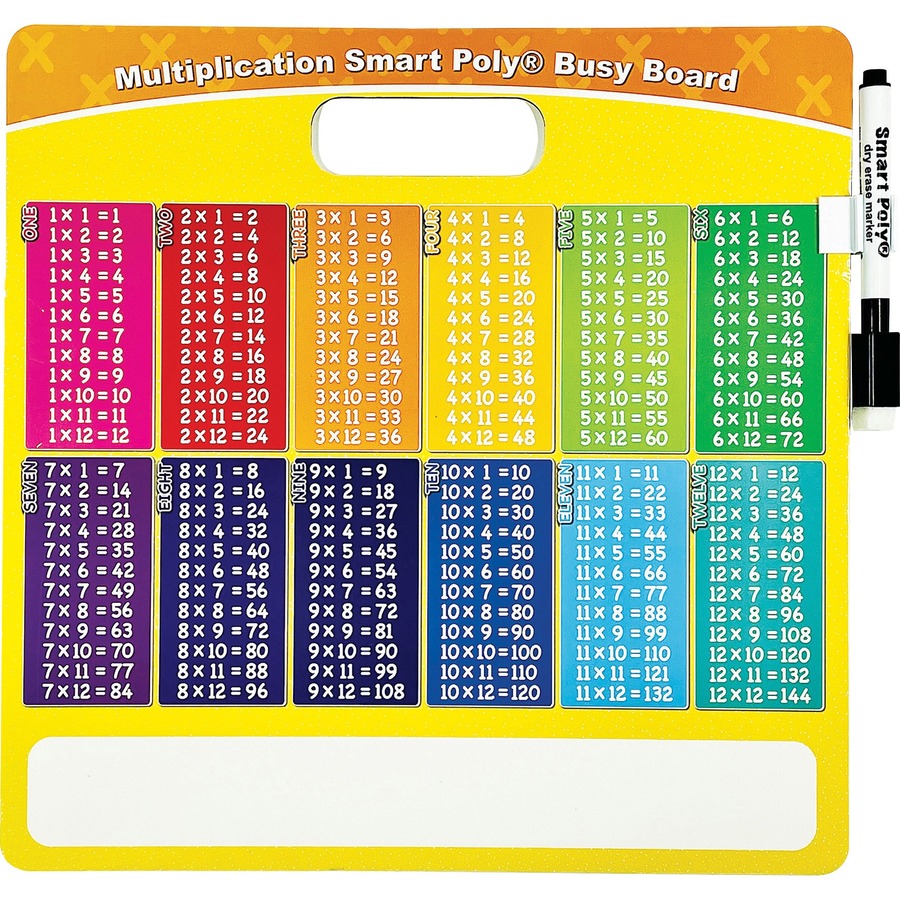 Multiplication Smart Poly® Busy Board
Smart Poly®
dry erase marker
ONE
1 x 1 = 1
1 x 2 = 2
1 x 3 = 3
1 x 4 = 4
1 x 5 = 5
1 x 6 = 6
1 x 7 = 7
1 x 8 = 8
1 x 9 = 9
1 x 10 = 10
1 x 11 = 11
1 x 12 = 12
TWO
2 x 1 = 2
2 x 2 = 4
2 x 3 = 6
2 x 4 = 8
2 x 5 = 10
2 x 6 = 12
2 x 7 = 14
2 x 8 = 16
2 x 9 = 18
2 x 10 = 20
2 x 11 = 22
2 x 12 = 24
THREE
3 x 1 = 3
3 x 2 = 6
3 x 3 = 9
3 x 4 = 12
3 x 5 = 15
3 x 6 = 18
3 x 7 = 21
3 x 8 = 24
3 x 9 = 27
3 x 10 = 30
3 x 11 = 33
3 x 12 = 36
FOUR
4 x 1 = 4
4 x 2 = 8
4 x 3 = 12
4 x 4 = 16
4 x 5 = 20
4 x 6 = 24
4 x 7 = 28
4 x 8 = 32
4 x 9 = 36
4 x 10 = 40
4 x 11 = 44
4 x 12 = 48
FIVE
5 x 1 = 5
5 x 2 = 10
5 x 3 = 15
5 x 4 = 20
5 x 5 = 25
5 x 6 = 30
5 x 7 = 35
5 x 8 = 40
5 x 9 = 45
5 x 10 = 50
5 x 11 = 55
5 x 12 = 60
SIX
6 x 1 = 6
6 x 2 = 12
6 x 3 = 18
6 x 4 = 24
6 x 5 = 30
6 x 6 = 36
6 x 7 = 42
6 x 8 = 48
6 x 9 = 54
6 x 10 = 60
6 x 11 = 66
6 x 12 = 72
SEVEN
7 x 1 = 7
7 x 2 = 14
7 x 3 = 21
7 x 4 = 28
7 x 5 = 35
7 x 6 = 42
7 x 7 = 49
7 x 8 = 56
7 x 9 = 63
7 x 10 = 70
7 x 11 = 77
7 x 12 = 84
EIGHT
8 x 1 = 8
8 x 2 = 16
8 x 3 = 24
8 x 4 = 32
8 x 5 = 40
8 x 6 = 48
8 x 7 = 56
8 x 8 = 64
8 x 9 = 72
8 x 10 = 80
8 x 11 = 88
8 x 12 = 96
NINE
9 x 1 = 9
9 x 2 = 18
9 x 3 = 27
9 x 4 = 36
9 x 5 = 45
9 x 6 = 54
9 x 7 = 63
9 x 8 = 72
9 x 9 = 81
9 x 10 = 90
9 x 11 = 99
9 x 12 = 108
TEN
10 x 1 = 10
10 x 2 = 20
10 x 3 = 30
10 x 4 = 40
10 x 5 = 50
10 x 6 = 60
10 x 7 = 70
10 x 8 = 80
10 x 9 = 90
10 x 10 = 100
10 x 11 = 110
10 x 12 = 120
ELEVEN
11 x 1 = 11
11 x 2 = 22
11 x 3 = 33
11 x 4 = 44
11 x 5 = 55
11 x 6 = 66
11 x 7 = 77
11 x 8 = 88
11 x 9 = 99
11 x 10 = 110
11 x 11 = 121
11 x 12 = 132
TWELVE
12 x 1 = 12
12 x 2 = 24
12 x 3 = 36
12 x 4 = 48
12 x 5 = 60
12 x 6 = 72
12 x 7 = 84
12 x 8 = 96
12 x 9 = 108
12 x 10 = 120
12 x 11 = 132
12 x 12 = 144